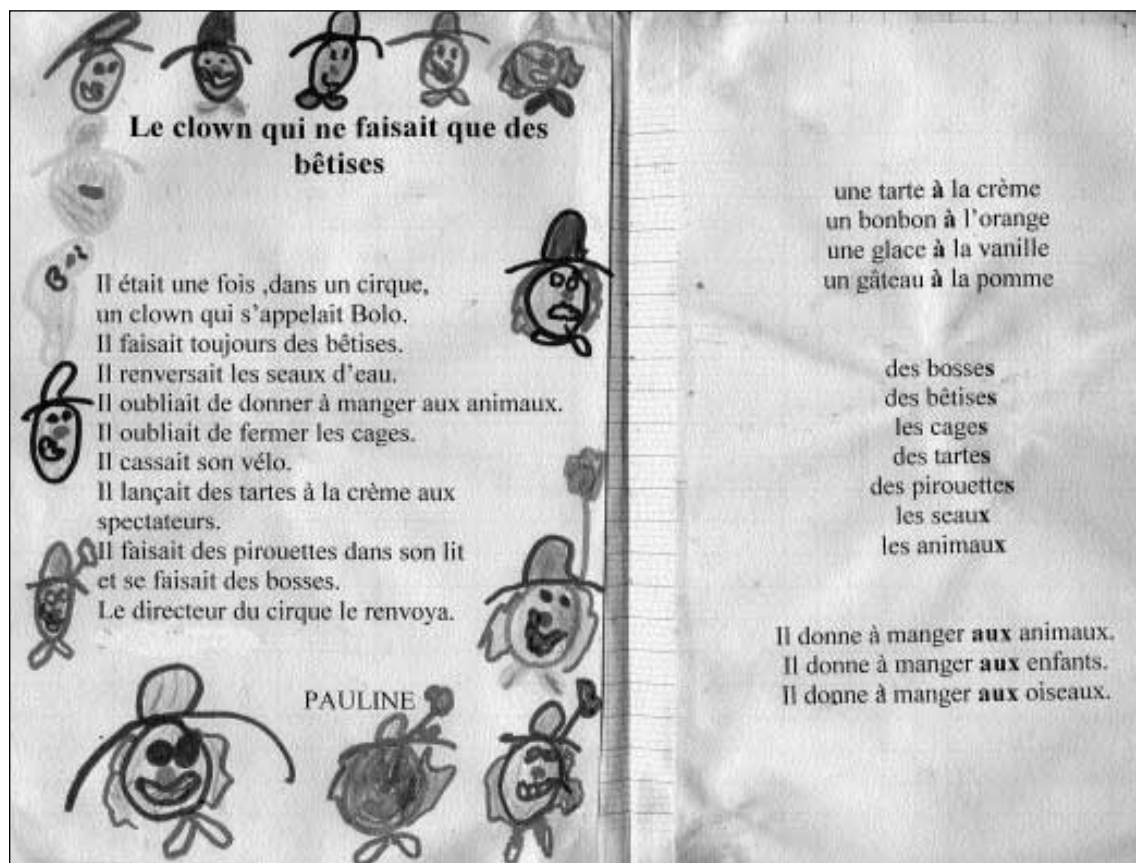 Le clown qui ne faisait que des
bêtises
Il était une fois ,dans un cirque,
un clown qui s'appelait Bolo.
Il faisait toujours des bêtises.
Il renversait les seaux d'eau.
Il oubliait de donner à manger aux animaux.
Il oubliait de fermer les cages.
Il cassait son vélo.
Il lançait des tartes à la crème aux
spectateurs.
Il faisait des pirouettes dans son lit
et se faisait des bosses.
Le directeur du cirque le renvoya.
PAULINE
une tarte à la crème
un bonbon à l'orange
une glace à la vanille
un gâteau à la pomme
des bosses
des bêtises
les cages
des tartes
des pirouettes
les seaux
les animaux
Il donne à manger aux animaux.
Il donne à manger aux enfants.
Il donne à manger aux oiseaux.